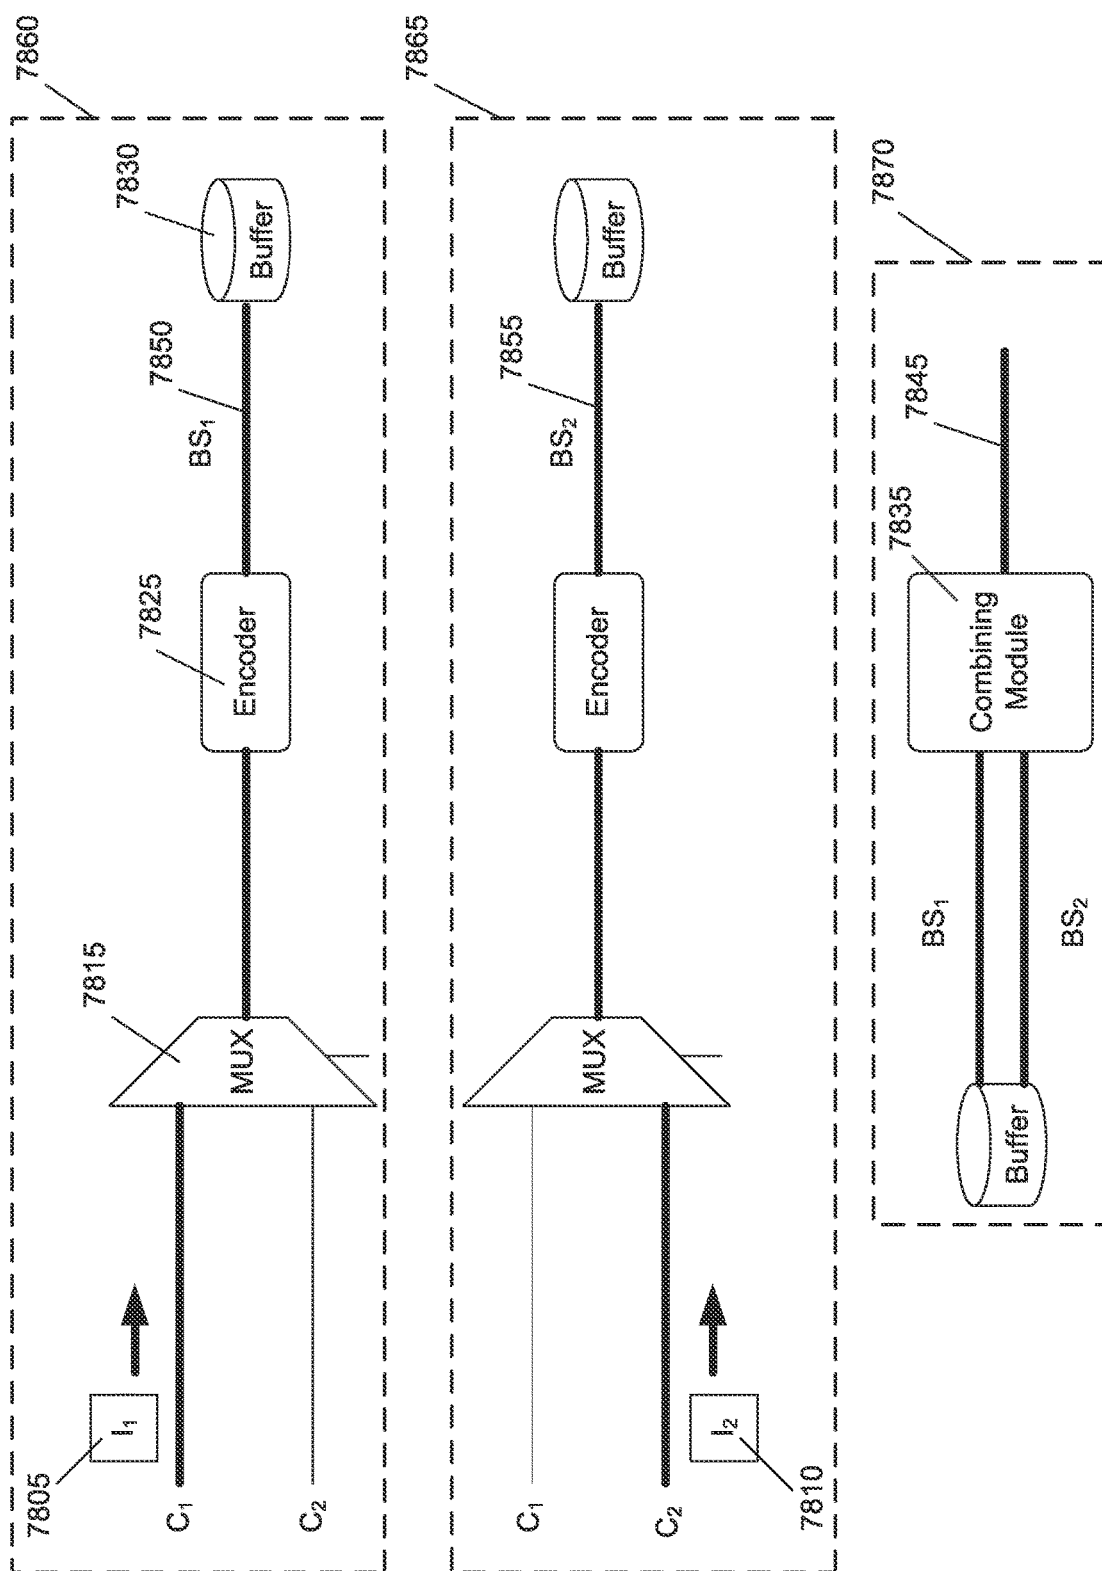 7860
7805
I₁
C₁
C₂
7815
MUX
7825
Encoder
BS₁
7850
7830
Buffer
7865
C₁
C₂
I₂
7810
MUX
Encoder
BS₂
7855
Buffer
7870
Buffer
BS₁
BS₂
7835
Combining
Module
7845